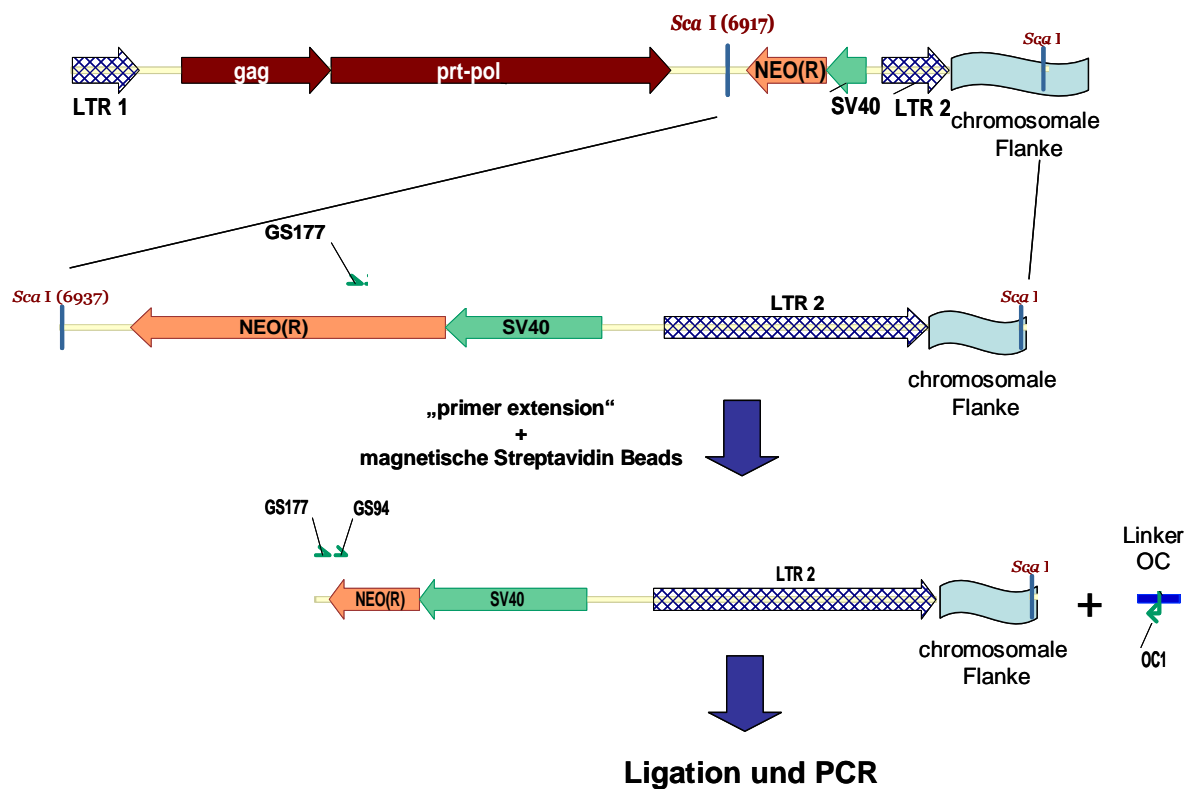 Sca I (6917)
Sca I
gag
prt-pol
NEO(R)
LTR 1
SV40
LTR 2
chromosomale
Flanke
GS177
Sca I (6937)
Sca I
LTR 2
NEO(R)
SV40
chromosomale
Flanke
„primer extension“
+
magnetische Streptavidin Beads
GS177
GS94
Linker
OC
Sca I
LTR 2
NEO(R)
SV40
+
chromosomale
Flanke
OC1
Ligation und PCR